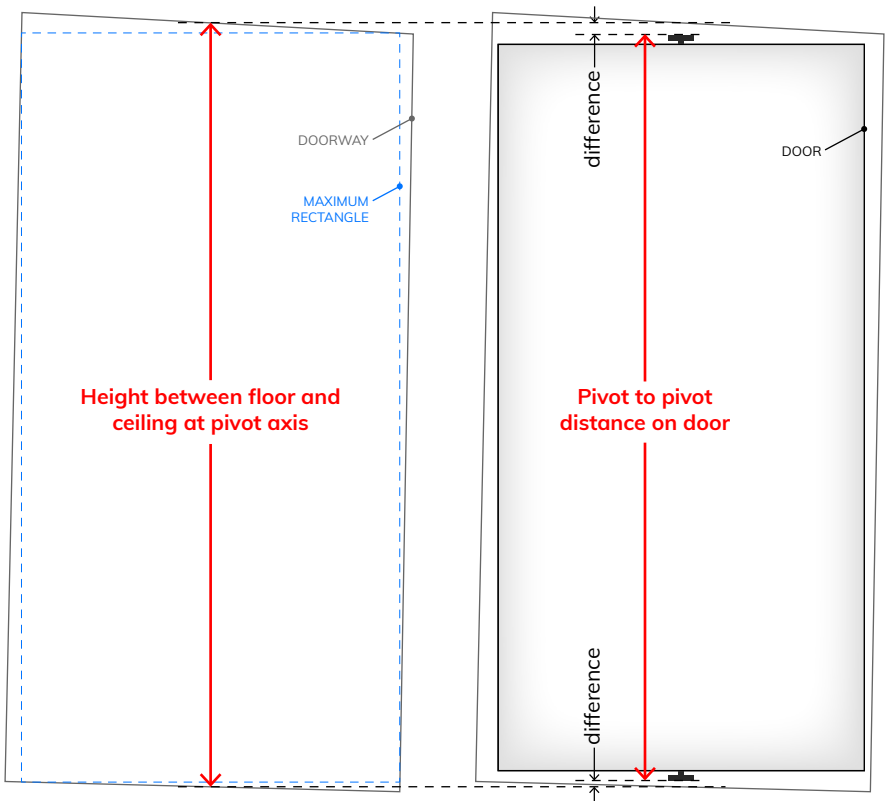 DOORWAY
MAXIMUM
RECTANGLE
Height between floor and
ceiling at pivot axis
difference
DOOR
Pivot to pivot
distance on door
difference